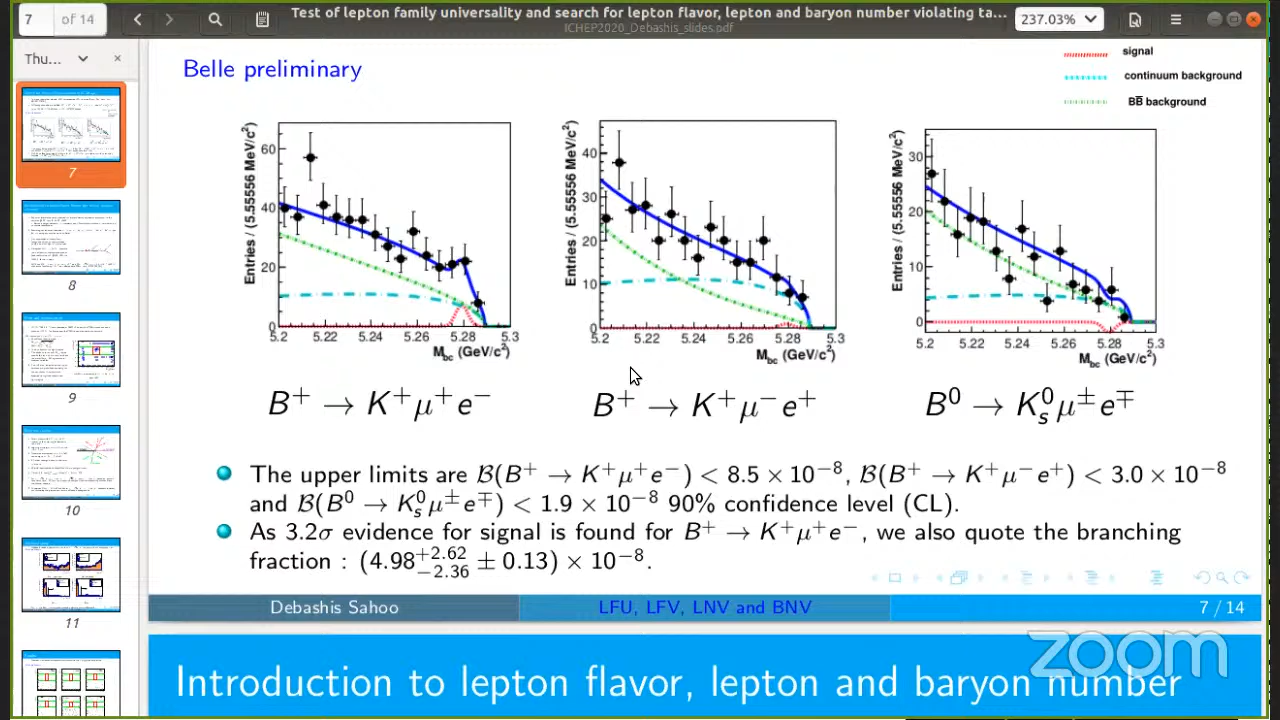 7 of 14
Test of lepton family universality and search for lepton flavor, lepton and baryon number violating ta...
ICHEP2020_Debashis_slides.pdf
237.03%
Thu...
7
8
9
10
11
Belle preliminary
signal
continuum background
BB̅ background
Entries / (5.55556 MeV/c²)
60
40
20
0
5.2 5.22 5.24 5.26 5.28 5.3
M_bc (GeV/c²)
Entries / (5.55556 MeV/c²)
40
30
20
10
0
5.2 5.22 5.24 5.26 5.28 5.3
M_bc (GeV/c²)
Entries / (5.55556 MeV/c²)
30
20
10
0
5.2 5.22 5.24 5.26 5.28 5.3
M_bc (GeV/c²)
B⁺ → K⁺μ⁺e⁻
B⁺ → K⁺μ⁻e⁺
B⁰ → K_s⁰μ^±e^∓
The upper limits are ℬ(B⁺ → K⁺μ⁺e⁻) < 8.5 × 10⁻⁸, ℬ(B⁺ → K⁺μ⁻e⁺) < 3.0 × 10⁻⁸
and ℬ(B⁰ → K_s⁰μ^±e^∓) < 1.9 × 10⁻⁸ 90% confidence level (CL).
As 3.2σ evidence for signal is found for B⁺ → K⁺μ⁺e⁻, we also quote the branching
fraction : (4.98^{+2.62}_{−2.36} ± 0.13) × 10⁻⁸.
Debashis Sahoo
LFU, LFV, LNV and BNV
7 / 14
Introduction to lepton flavor, lepton and baryon number
zoom